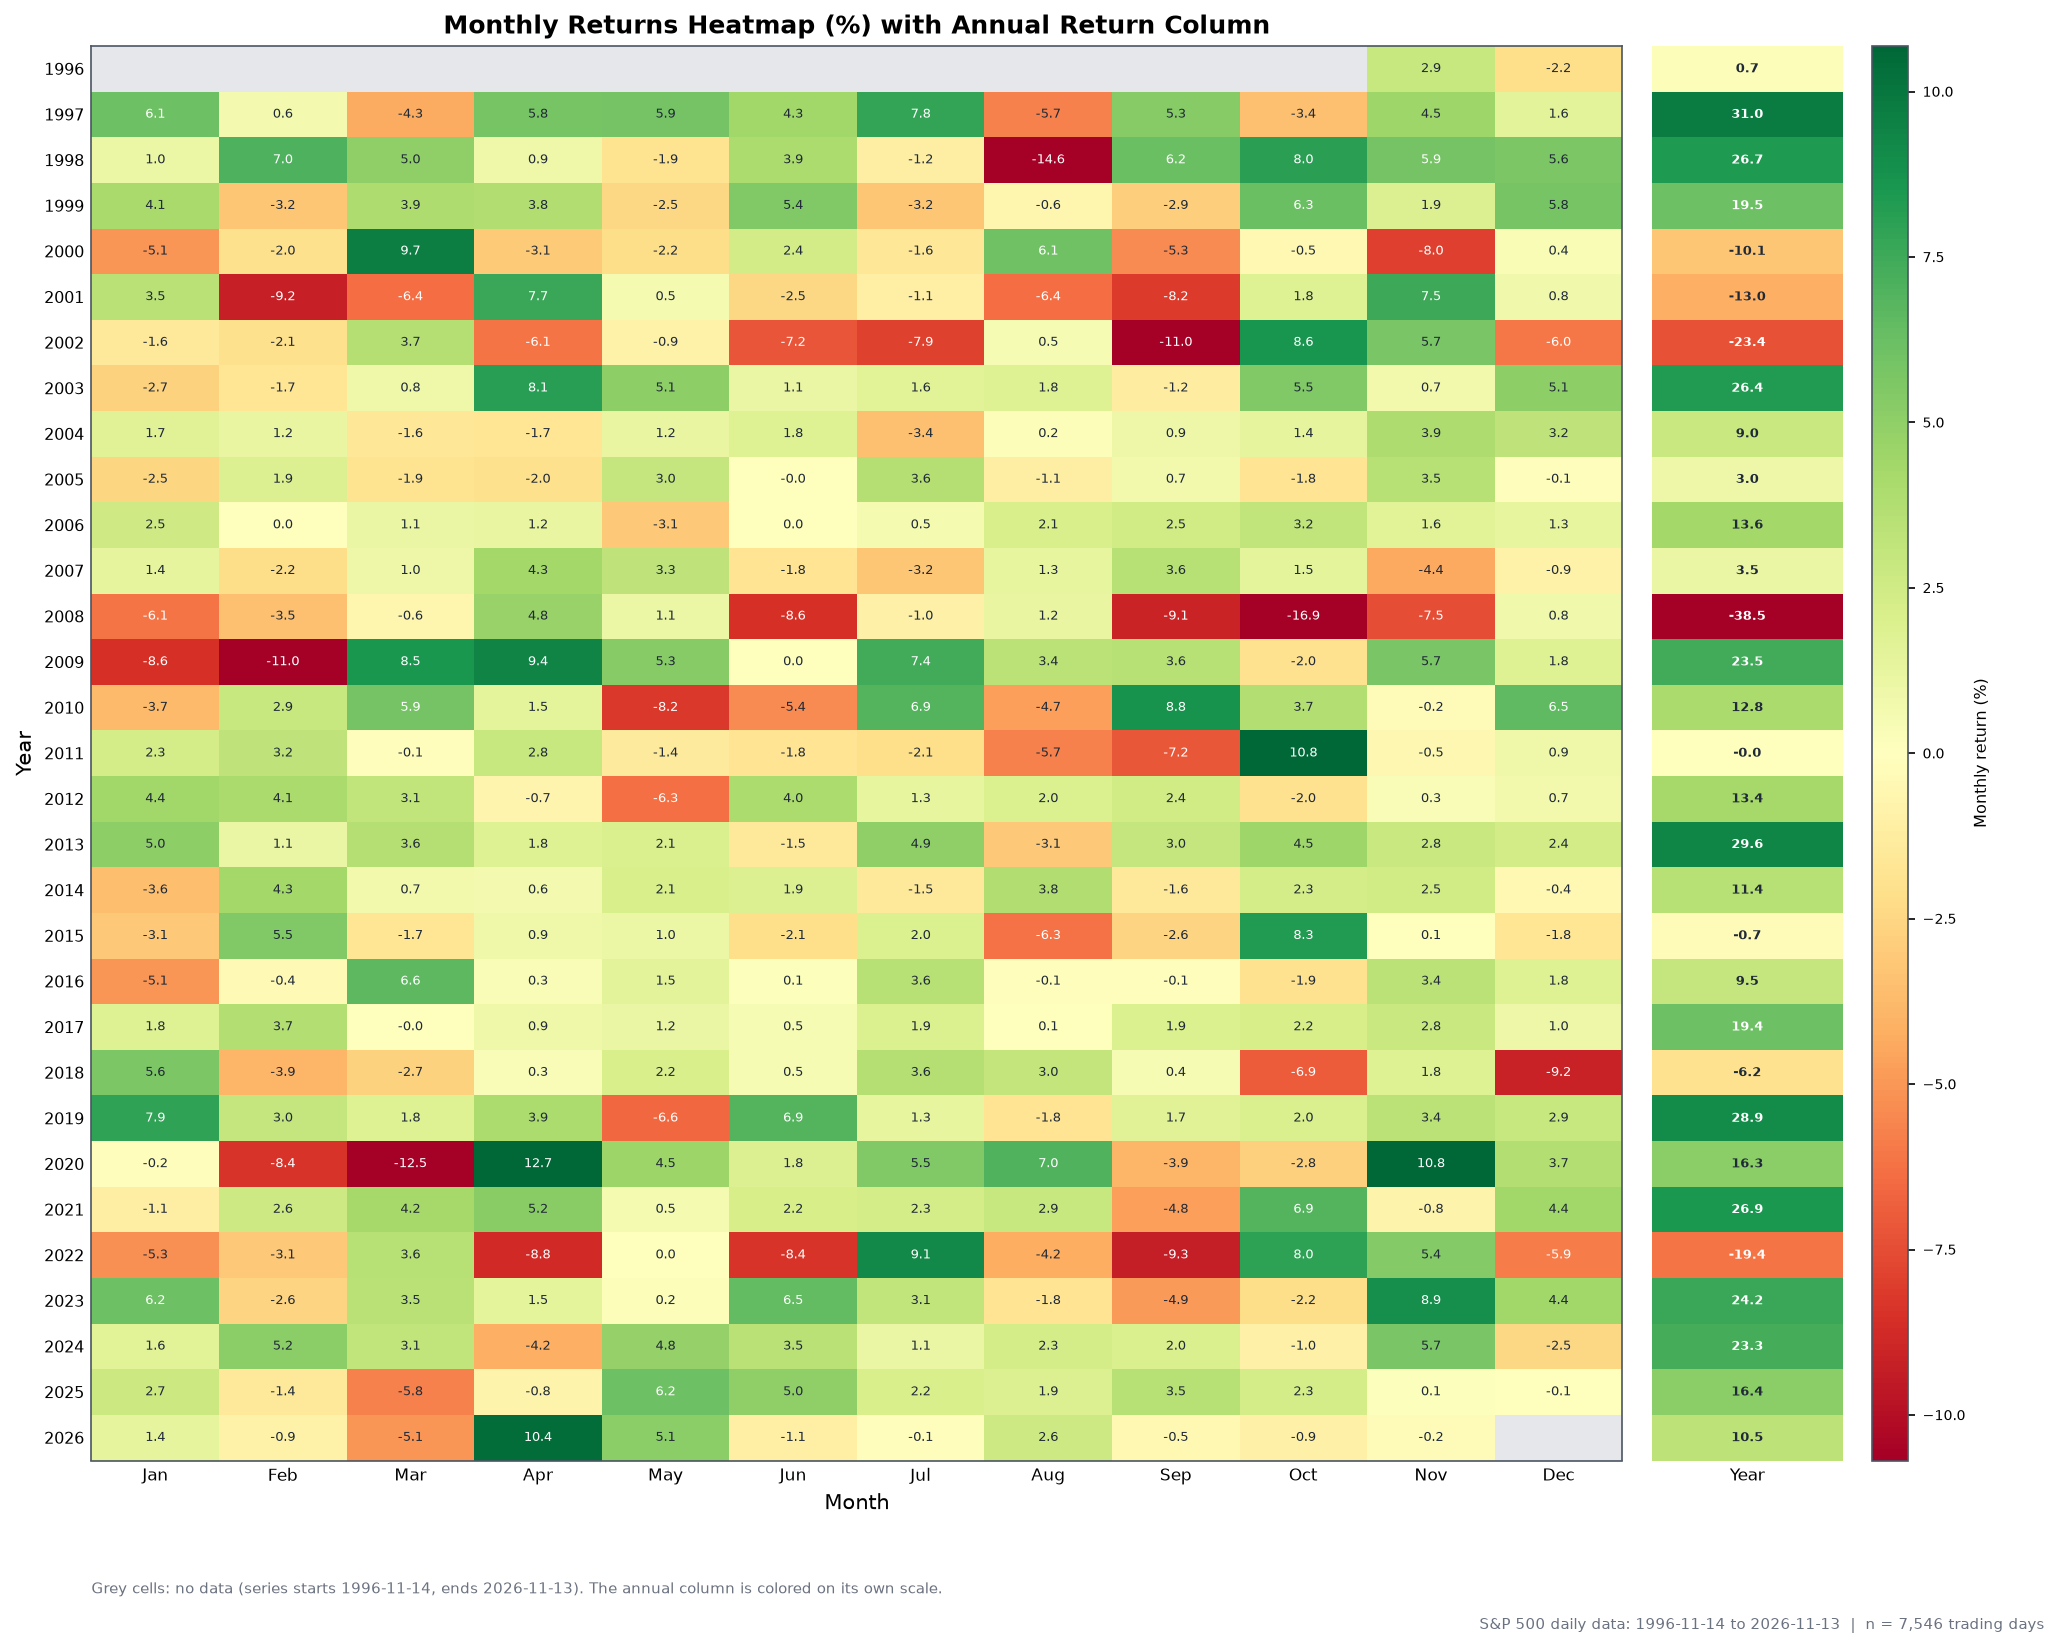 Monthly Returns Heatmap (%) with Annual Return Column
1996 2.9 -2.2 0.7
1997 6.1 0.6 -4.3 5.8 5.9 4.3 7.8 -5.7 5.3 -3.4 4.5 1.6 31.0
1998 1.0 7.0 5.0 0.9 -1.9 3.9 -1.2 -14.6 6.2 8.0 5.9 5.6 26.7
1999 4.1 -3.2 3.9 3.8 -2.5 5.4 -3.2 -0.6 -2.9 6.3 1.9 5.8 19.5
2000 -5.1 -2.0 9.7 -3.1 -2.2 2.4 -1.6 6.1 -5.3 -0.5 -8.0 0.4 -10.1
2001 3.5 -9.2 -6.4 7.7 0.5 -2.5 -1.1 -6.4 -8.2 1.8 7.5 0.8 -13.0
2002 -1.6 -2.1 3.7 -6.1 -0.9 -7.2 -7.9 0.5 -11.0 8.6 5.7 -6.0 -23.4
2003 -2.7 -1.7 0.8 8.1 5.1 1.1 1.6 1.8 -1.2 5.5 0.7 5.1 26.4
2004 1.7 1.2 -1.6 -1.7 1.2 1.8 -3.4 0.2 0.9 1.4 3.9 3.2 9.0
2005 -2.5 1.9 -1.9 -2.0 3.0 -0.0 3.6 -1.1 0.7 -1.8 3.5 -0.1 3.0
2006 2.5 0.0 1.1 1.2 -3.1 0.0 0.5 2.1 2.5 3.2 1.6 1.3 13.6
2007 1.4 -2.2 1.0 4.3 3.3 -1.8 -3.2 1.3 3.6 1.5 -4.4 -0.9 3.5
2008 -6.1 -3.5 -0.6 4.8 1.1 -8.6 -1.0 1.2 -9.1 -16.9 -7.5 0.8 -38.5
2009 -8.6 -11.0 8.5 9.4 5.3 0.0 7.4 3.4 3.6 -2.0 5.7 1.8 23.5
2010 -3.7 2.9 5.9 1.5 -8.2 -5.4 6.9 -4.7 8.8 3.7 -0.2 6.5 12.8
2011 2.3 3.2 -0.1 2.8 -1.4 -1.8 -2.1 -5.7 -7.2 10.8 -0.5 0.9 -0.0
2012 4.4 4.1 3.1 -0.7 -6.3 4.0 1.3 2.0 2.4 -2.0 0.3 0.7 13.4
2013 5.0 1.1 3.6 1.8 2.1 -1.5 4.9 -3.1 3.0 4.5 2.8 2.4 29.6
2014 -3.6 4.3 0.7 0.6 2.1 1.9 -1.5 3.8 -1.6 2.3 2.5 -0.4 11.4
2015 -3.1 5.5 -1.7 0.9 1.0 -2.1 2.0 -6.3 -2.6 8.3 0.1 -1.8 -0.7
2016 -5.1 -0.4 6.6 0.3 1.5 0.1 3.6 -0.1 -0.1 -1.9 3.4 1.8 9.5
2017 1.8 3.7 -0.0 0.9 1.2 0.5 1.9 0.1 1.9 2.2 2.8 1.0 19.4
2018 5.6 -3.9 -2.7 0.3 2.2 0.5 3.6 3.0 0.4 -6.9 1.8 -9.2 -6.2
2019 7.9 3.0 1.8 3.9 -6.6 6.9 1.3 -1.8 1.7 2.0 3.4 2.9 28.9
2020 -0.2 -8.4 -12.5 12.7 4.5 1.8 5.5 7.0 -3.9 -2.8 10.8 3.7 16.3
2021 -1.1 2.6 4.2 5.2 0.5 2.2 2.3 2.9 -4.8 6.9 -0.8 4.4 26.9
2022 -5.3 -3.1 3.6 -8.8 0.0 -8.4 9.1 -4.2 -9.3 8.0 5.4 -5.9 -19.4
2023 6.2 -2.6 3.5 1.5 0.2 6.5 3.1 -1.8 -4.9 -2.2 8.9 4.4 24.2
2024 1.6 5.2 3.1 -4.2 4.8 3.5 1.1 2.3 2.0 -1.0 5.7 -2.5 23.3
2025 2.7 -1.4 -5.8 -0.8 6.2 5.0 2.2 1.9 3.5 2.3 0.1 -0.1 16.4
2026 1.4 -0.9 -5.1 10.4 5.1 -1.1 -0.1 2.6 -0.5 -0.9 -0.2 10.5
Jan Feb Mar Apr May Jun Jul Aug Sep Oct Nov Dec Year
Month
Year
10.0
7.5
5.0
2.5
0.0
−2.5
−5.0
−7.5
−10.0
Monthly return (%)
Grey cells: no data (series starts 1996-11-14, ends 2026-11-13). The annual column is colored on its own scale.
S&P 500 daily data: 1996-11-14 to 2026-11-13 | n = 7,546 trading days